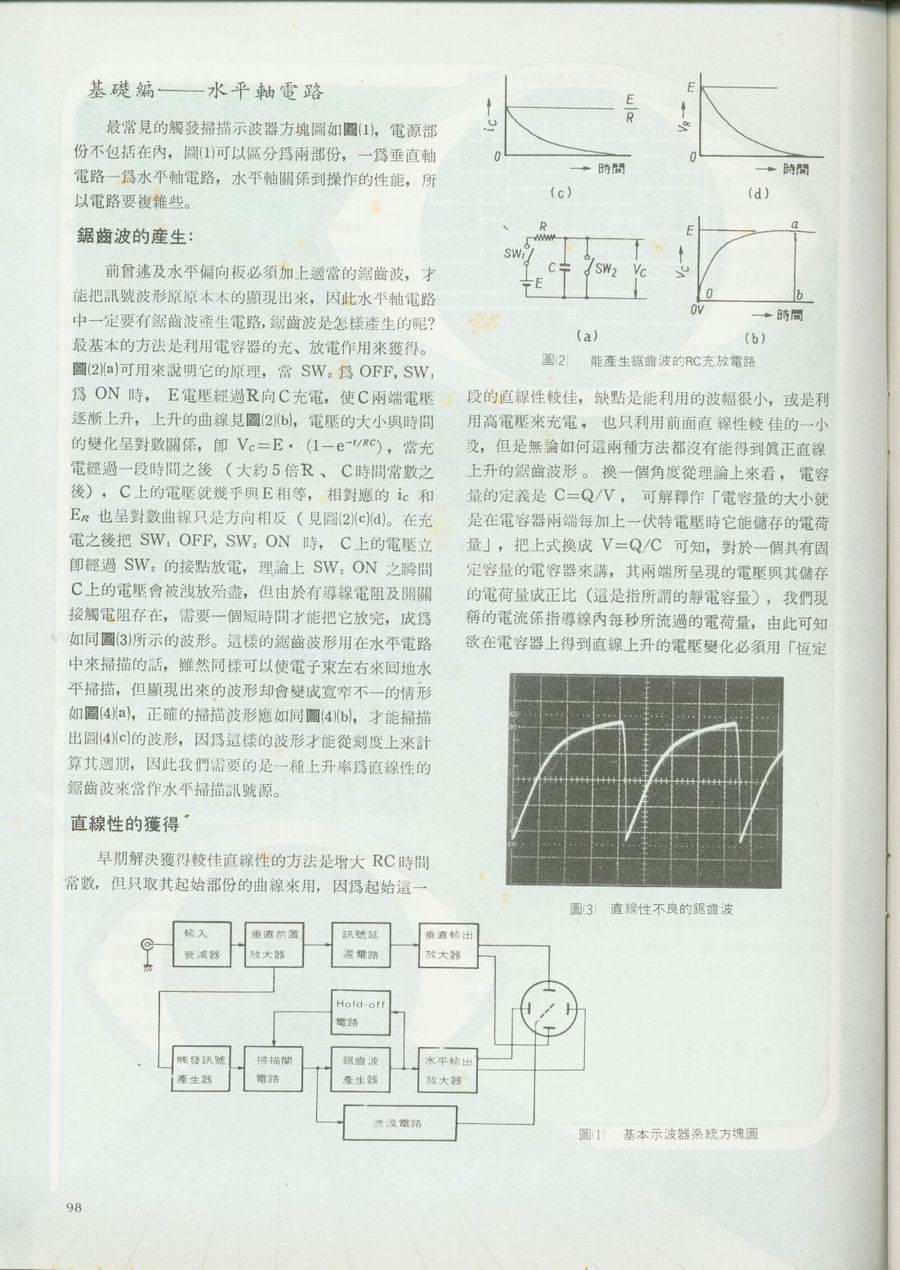 基礎編——水平軸電路
最常見的觸發掃描示波器方塊圖如圖(1)，電源部
份不包括在內，圖(1)可以區分爲兩部份，一爲垂直軸
電路一爲水平軸電路，水平軸關係到操作的性能，所
以電路要複雜些。
鋸齒波的產生：
前曾述及水平偏向板必須加上適當的鋸齒波，才
能把訊號波形原原本本的顯現出來，因此水平軸電路
中一定要有鋸齒波產生電路，鋸齒波是怎樣產生的呢？
最基本的方法是利用電容器的充、放電作用來獲得。
圖(2)(a)可用來說明它的原理，當 SW₂ 爲 OFF, SW₁
爲 ON 時， E電壓經過R向C充電，使C兩端電壓
逐漸上升，上升的曲線見圖(2)(b)，電壓的大小與時間
的變化呈對數關係，卽 Vc＝E・ (1－e⁻ᵗ/ᴿᶜ)，當充
電經過一段時間之後 （大約5倍R 、 C時間常數之
後）， C上的電壓就幾乎與E相等， 相對應的 ic 和
ER 也呈對數曲線只是方向相反（見圖(2)(c)(d)。在充
電之後把 SW₁ OFF, SW₂ ON 時， C上的電壓立
卽經過 SW₂ 的接點放電，理論上 SW₂ ON 之瞬間
C上的電壓會被洩放殆盡，但由於有導線電阻及開關
接觸電阻存在，需要一個短時間才能把它放完，成爲
如同圖(3)所示的波形。這樣的鋸齒波形用在水平電路
中來掃描的話，雖然同樣可以使電子束左右來回地水
平掃描，但顯現出來的波形却會變成寬窄不一的情形
如圖(4)(a)，正確的掃描波形應如同圖(4)(b)，才能掃描
出圖(4)(c)的波形，因爲這樣的波形才能從刻度上來計
算其週期，因此我們需要的是一種上升率爲直線性的
鋸齒波來當作水平掃描訊號源。
直線性的獲得
早期解決獲得較佳直線性的方法是增大 RC時間
常數，但只取其起始部份的曲線來用，因爲起始這一
iC
E
R
0
時間
(c)
E
VR
0
時間
(d)
R
SW₁
C
SW₂
VC
E
(a)
E
a
VC
0
b
0V
時間
(b)
圖(2) 能產生鋸齒波的RC充放電路
段的直線性較佳，缺點是能利用的波幅很小，或是利
用高電壓來充電， 也只利用前面直 線性較 佳的一小
段，但是無論如何這兩種方法都沒有能得到眞正直線
上升的鋸齒波形 。 換一個角度從理論上來看， 電容
量的定義是 C＝Q/V ， 可解釋作「電容量的大小就
是在電容器兩端每加上一伏特電壓時它能儲存的電荷
量」，把上式換成 V＝Q/C 可知，對於一個具有固
定容量的電容器來講，其兩端所呈現的電壓與其儲存
的電荷量成正比（這是指所謂的靜電容量），我們現
稱的電流係指導線內每秒所流過的電荷量，由此可知
欲在電容器上得到直線上升的電壓變化必須用「恆定
圖(3) 直線性不良的鋸齒波
輸入
衰減器
垂直前置
放大器
訊號延
遲電路
垂直輸出
放大器
Hold-off
電路
觸發訊號
產生器
掃描閘
電路
鋸齒波
產生器
水平輸出
放大器
遮沒電路
圖(1) 基本示波器系統方塊圖
98